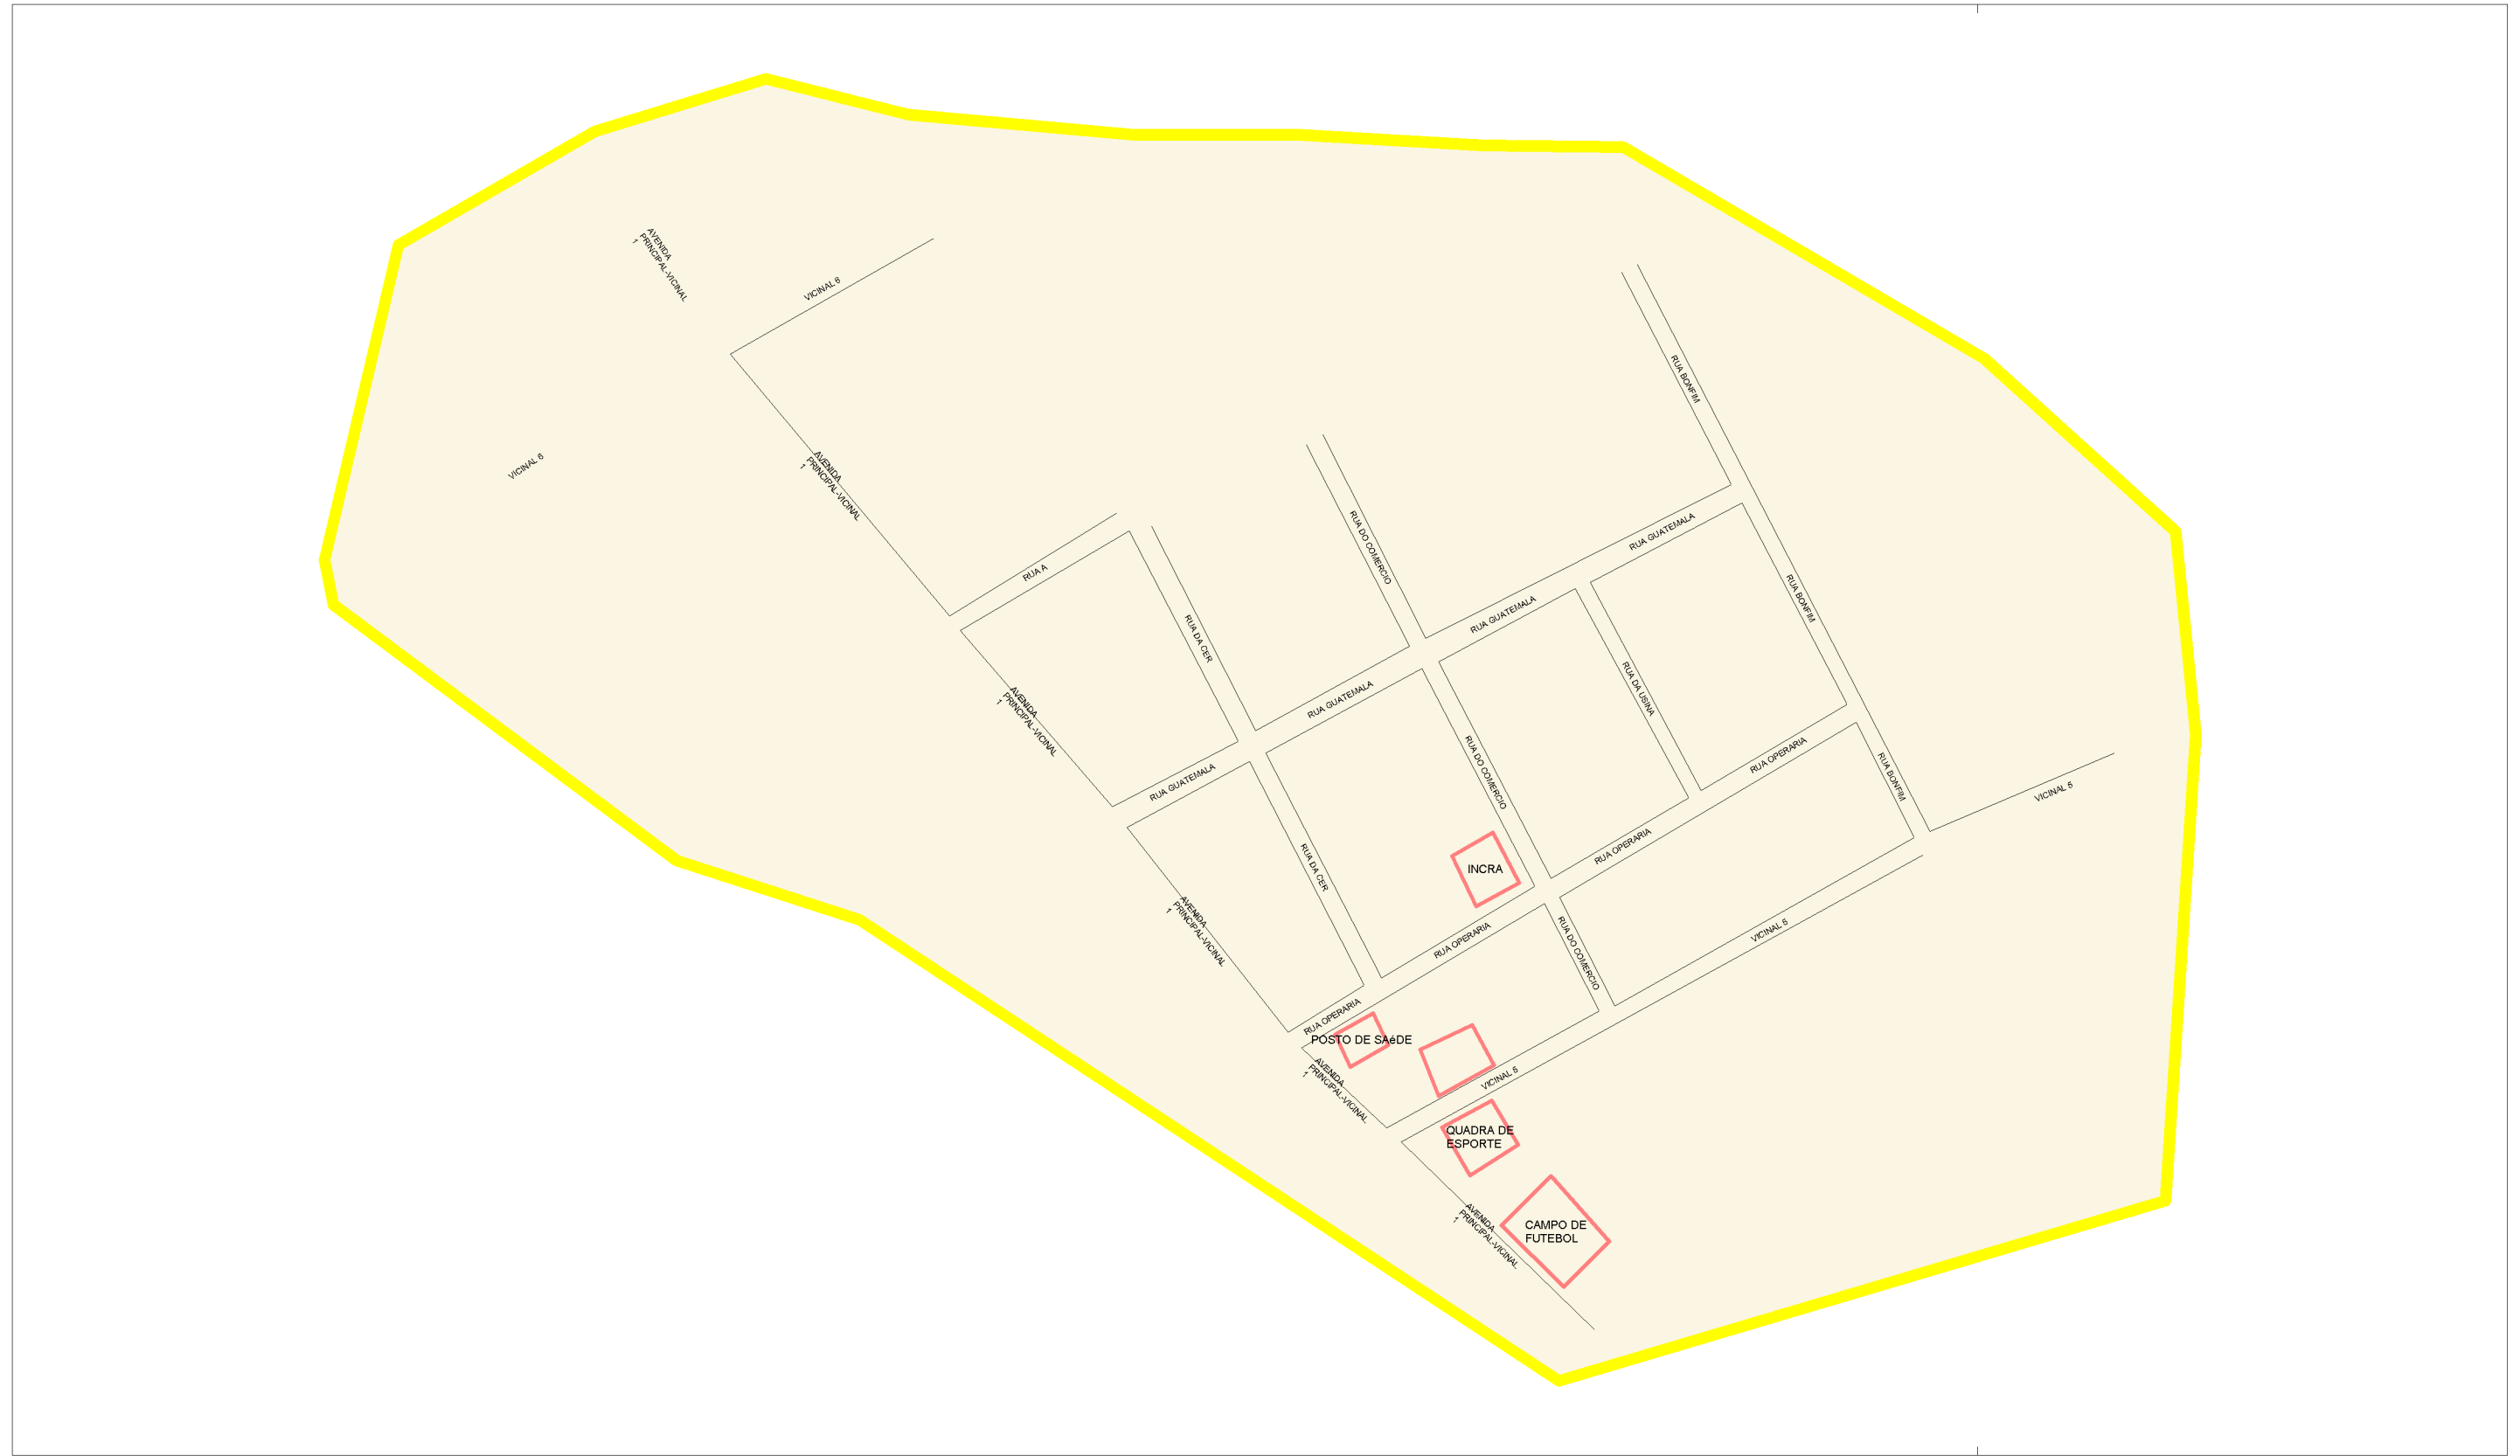 AVENIDA
PRINCIPAL-VICINAL
1
VICINAL 6
RUA BONFIM
VICINAL 6
AVENIDA
PRINCIPAL-VICINAL
1
RUA DO COMERCIO
RUA GUATEMALA
RUA A
RUA BONFIM
RUA GUATEMALA
RUA DA CER
RUA DA USINA
RUA GUATEMALA
AVENIDA
PRINCIPAL-VICINAL
1
RUA DO COMERCIO
RUA OPERARIA
RUA BONFIM
RUA GUATEMALA
VICINAL 5
RUA OPERARIA
RUA DA CER
INCRA
AVENIDA
PRINCIPAL-VICINAL
1
RUA OPERARIA
VICINAL 5
RUA DO COMERCIO
RUA OPERARIA
POSTO DE SAéDE
AVENIDA
PRINCIPAL-VICINAL
1
VICINAL 5
QUADRA DE
ESPORTE
AVENIDA
PRINCIPAL-VICINAL
1
CAMPO DE
FUTEBOL